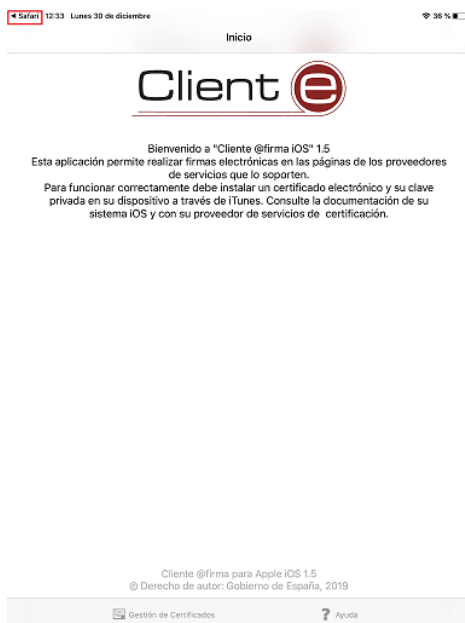 ◀ Safari 12:33 Lunes 30 de diciembre 36 %
Inicio
Client e
Bienvenido a "Cliente @firma iOS" 1.5
Esta aplicación permite realizar firmas electrónicas en las páginas de los proveedores
de servicios que lo soporten.
Para funcionar correctamente debe instalar un certificado electrónico y su clave
privada en su dispositivo a través de iTunes. Consulte la documentación de su
sistema iOS y con su proveedor de servicios de certificación.
Cliente @firma para Apple iOS 1.5
© Derecho de autor: Gobierno de España, 2019
Gestión de Certificados ? Ayuda